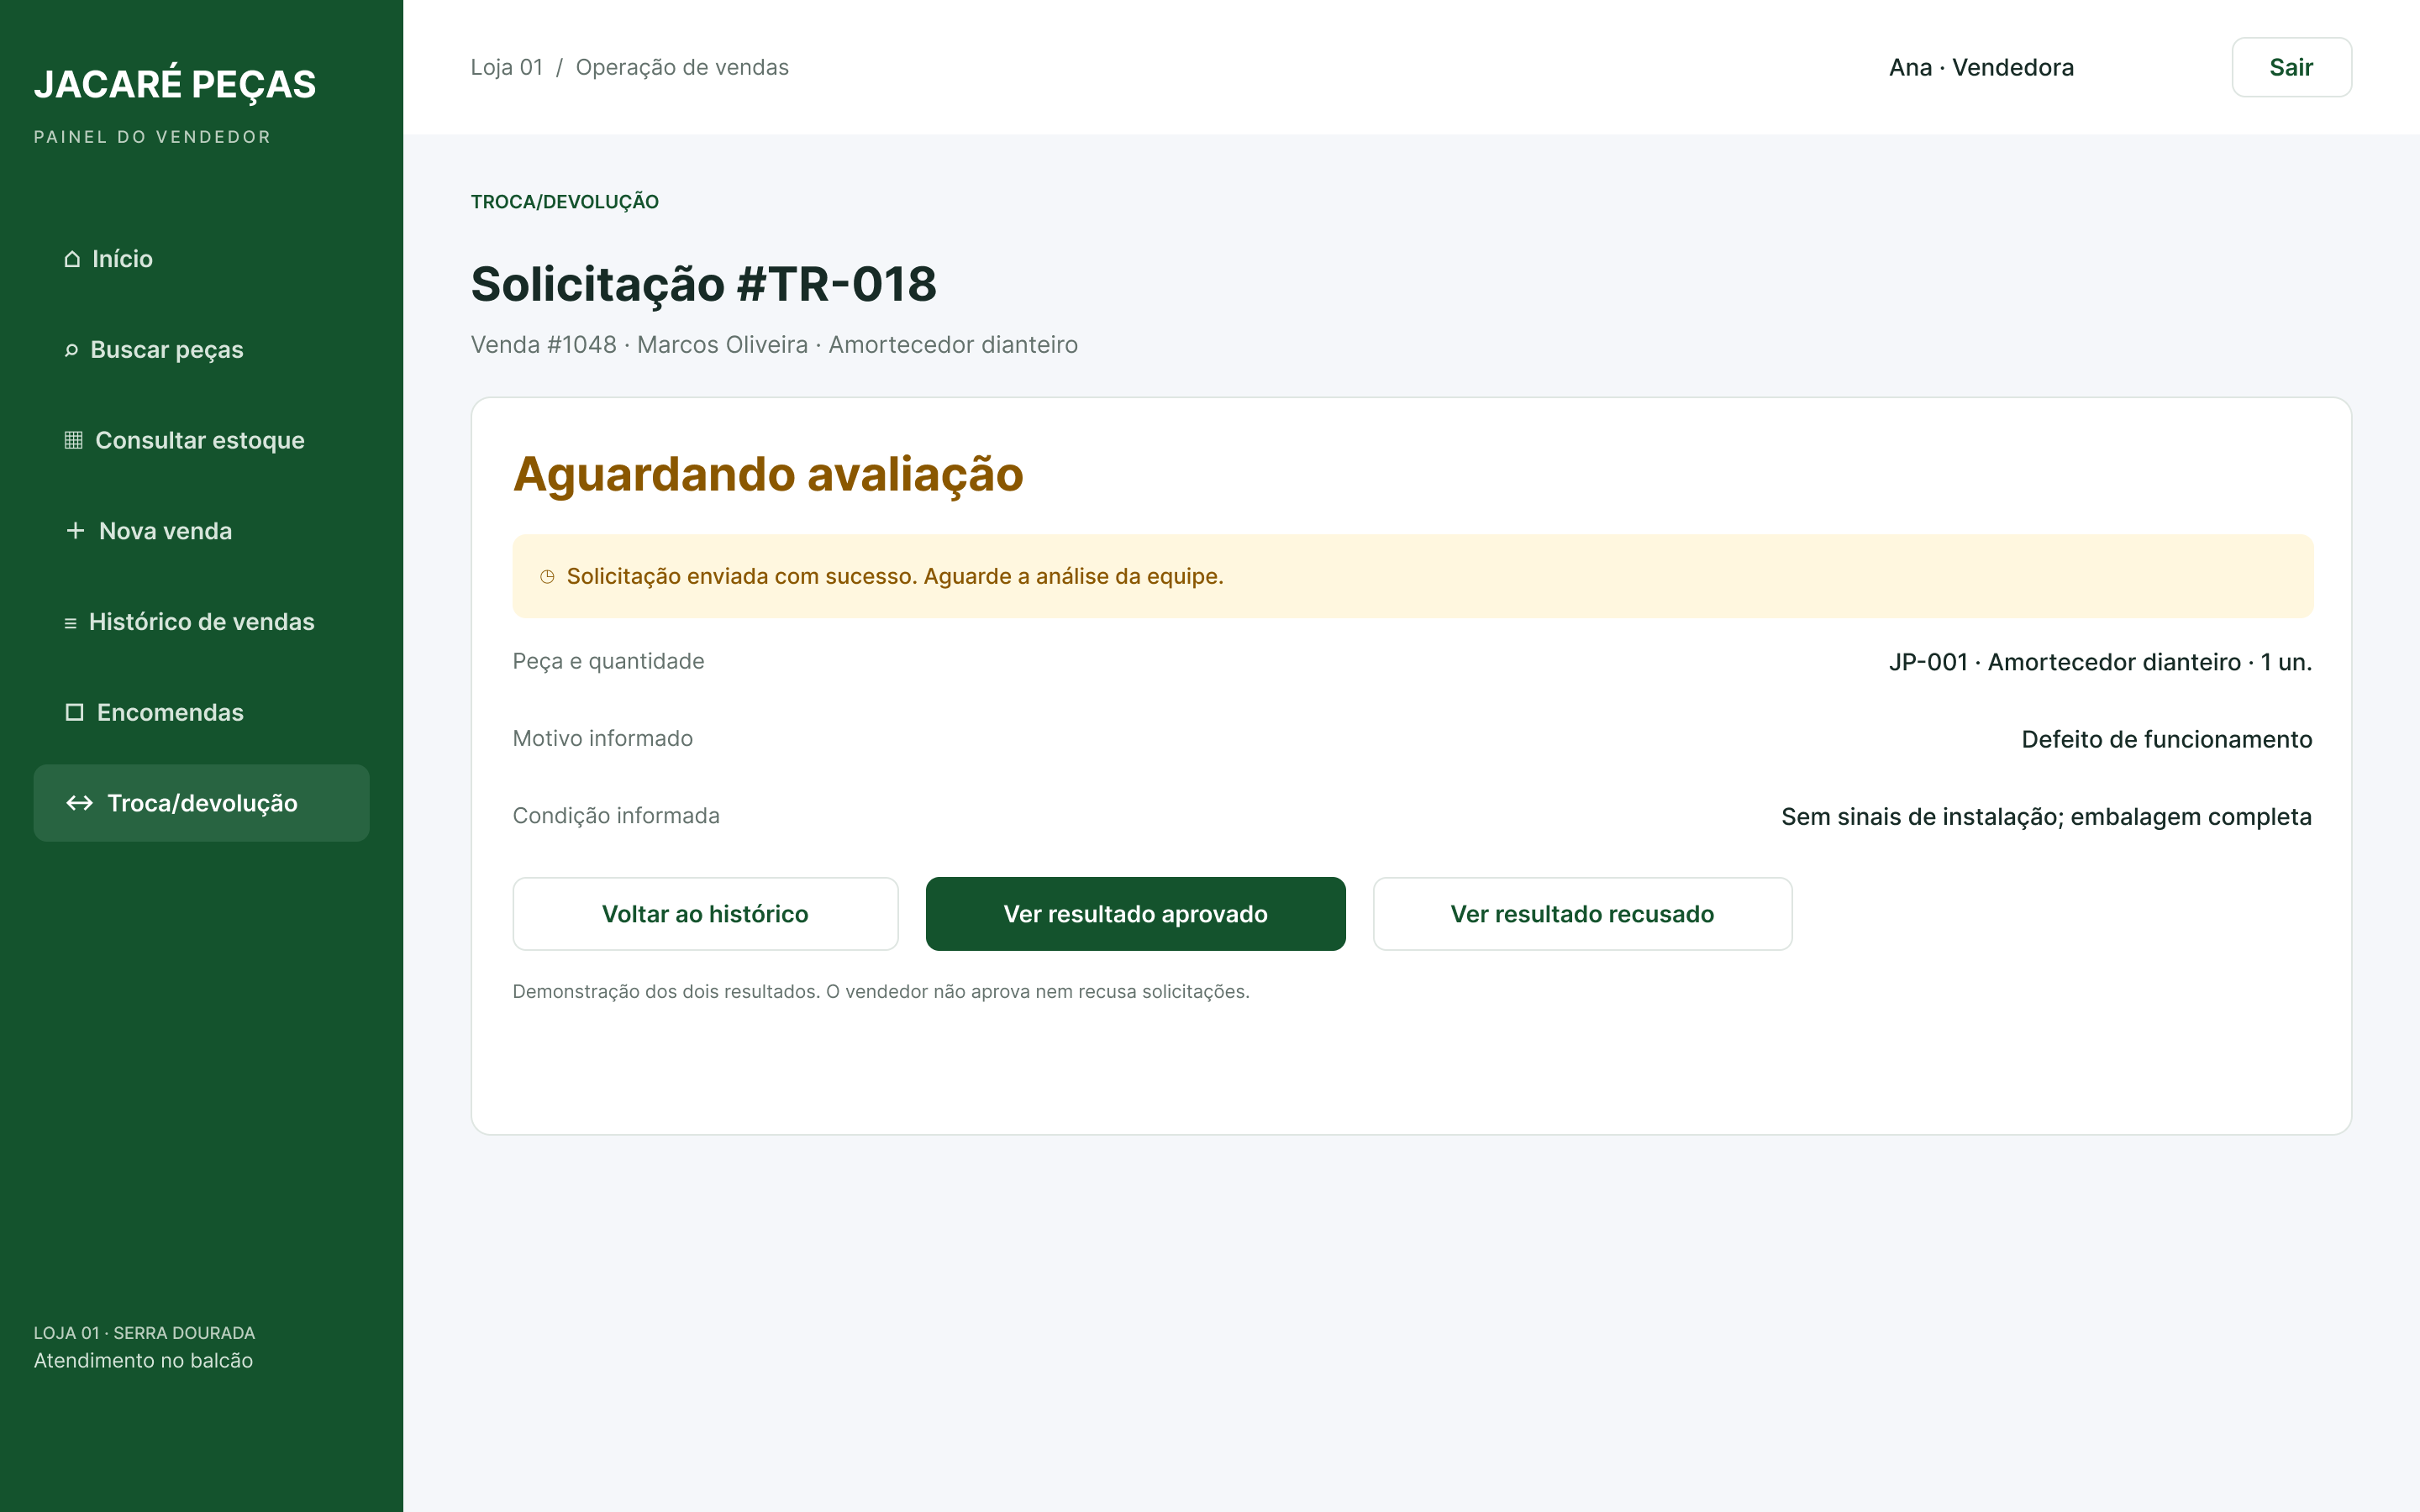 JACARÉ PEÇAS
PAINEL DO VENDEDOR
Início
Buscar peças
Consultar estoque
Nova venda
Histórico de vendas
Encomendas
Troca/devolução
LOJA 01 · SERRA DOURADA
Atendimento no balcão
Loja 01 / Operação de vendas
Ana · Vendedora
Sair
TROCA/DEVOLUÇÃO
Solicitação #TR-018
Venda #1048 · Marcos Oliveira · Amortecedor dianteiro
Aguardando avaliação
Solicitação enviada com sucesso. Aguarde a análise da equipe.
Peça e quantidade
JP-001 · Amortecedor dianteiro · 1 un.
Motivo informado
Defeito de funcionamento
Condição informada
Sem sinais de instalação; embalagem completa
Voltar ao histórico
Ver resultado aprovado
Ver resultado recusado
Demonstração dos dois resultados. O vendedor não aprova nem recusa solicitações.